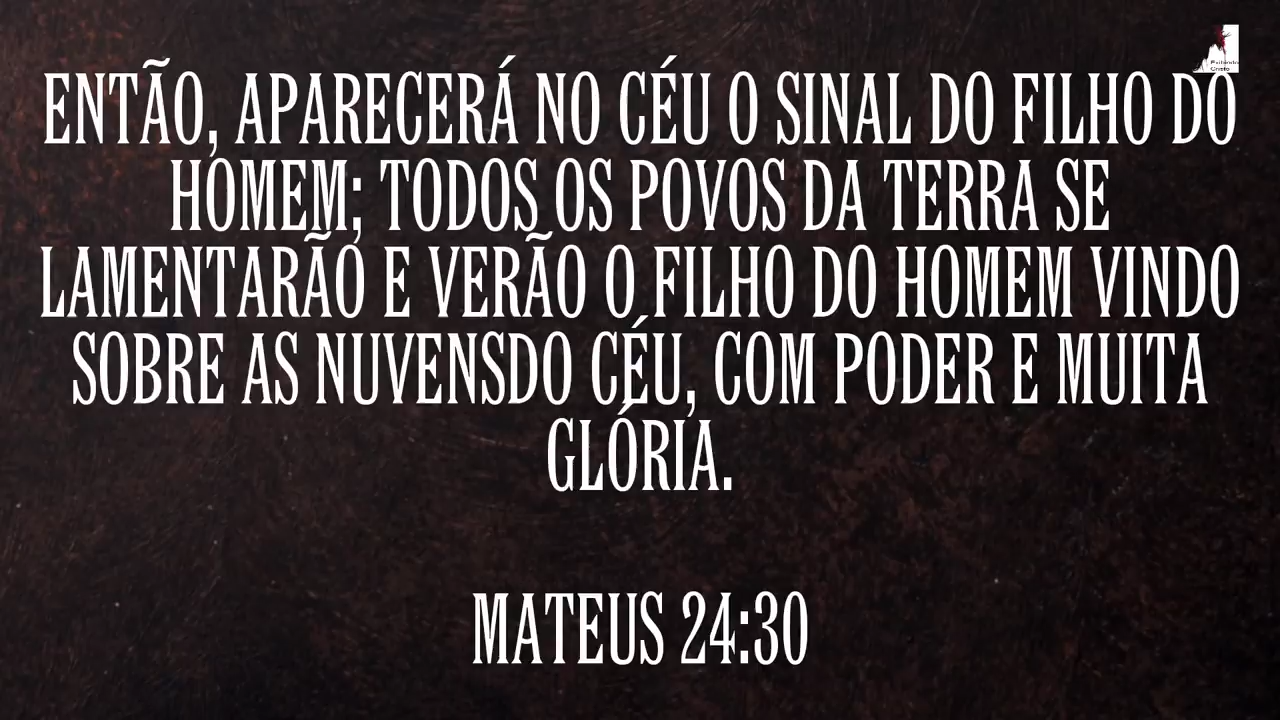 ENTÃO, APARECERÁ NO CÉU O SINAL DO FILHO DO
HOMEM; TODOS OS POVOS DA TERRA SE
LAMENTARÃO E VERÃO O FILHO DO HOMEM VINDO
SOBRE AS NUVENSDO CÉU, COM PODER E MUITA
GLÓRIA.
MATEUS 24:30